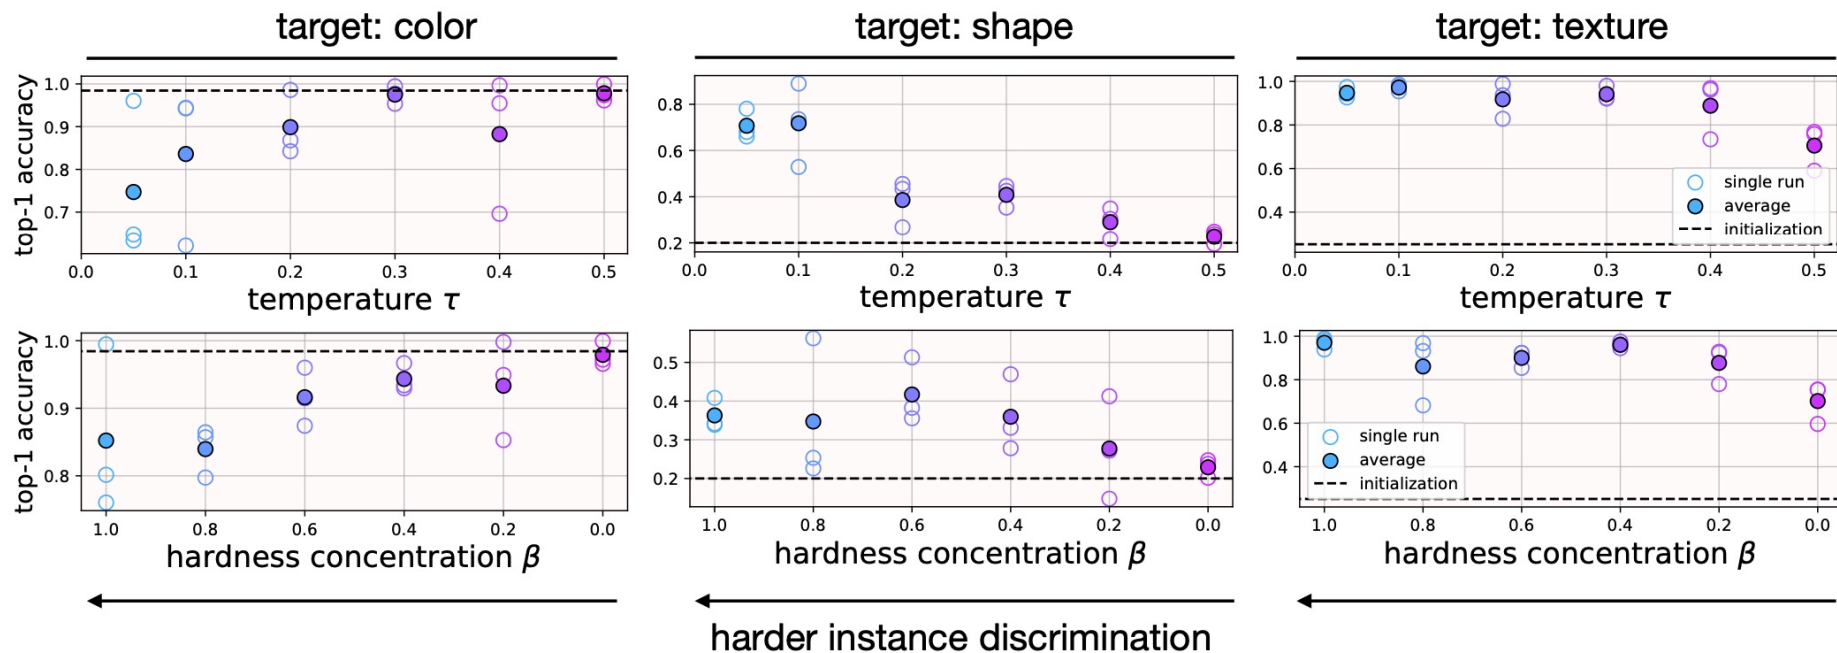 target: color
target: shape
target: texture
top-1 accuracy
1.0
0.9
0.8
0.7
0.0 0.1 0.2 0.3 0.4 0.5
temperature τ
0.8
0.6
0.4
0.2
0.0 0.1 0.2 0.3 0.4 0.5
temperature τ
1.0
0.8
0.6
0.4
single run
average
initialization
0.0 0.1 0.2 0.3 0.4 0.5
temperature τ
top-1 accuracy
1.0
0.9
0.8
1.0 0.8 0.6 0.4 0.2 0.0
hardness concentration β
0.5
0.4
0.3
0.2
1.0 0.8 0.6 0.4 0.2 0.0
hardness concentration β
1.0
0.8
0.6
0.4
single run
average
initialization
1.0 0.8 0.6 0.4 0.2 0.0
hardness concentration β
harder instance discrimination